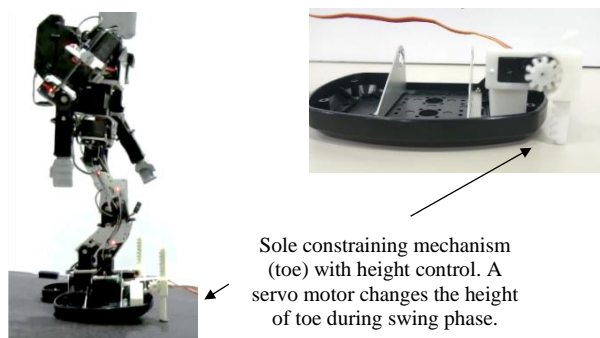 Sole constraining mechanism
(toe) with height control. A
servo motor changes the height
of toe during swing phase.